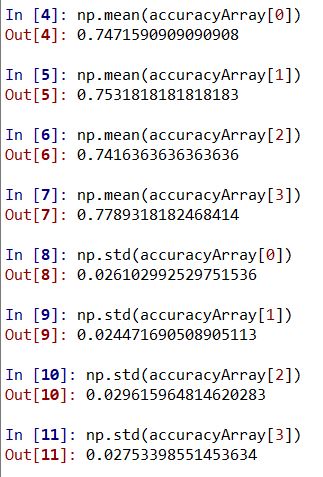 In [4]: np.mean(accuracyArray[0])
Out[4]: 0.7471590909090908
In [5]: np.mean(accuracyArray[1])
Out[5]: 0.7531818181818183
In [6]: np.mean(accuracyArray[2])
Out[6]: 0.7416363636363636
In [7]: np.mean(accuracyArray[3])
Out[7]: 0.7789318182468414
In [8]: np.std(accuracyArray[0])
Out[8]: 0.026102992529751536
In [9]: np.std(accuracyArray[1])
Out[9]: 0.024471690508905113
In [10]: np.std(accuracyArray[2])
Out[10]: 0.029615964814620283
In [11]: np.std(accuracyArray[3])
Out[11]: 0.02753398551453634